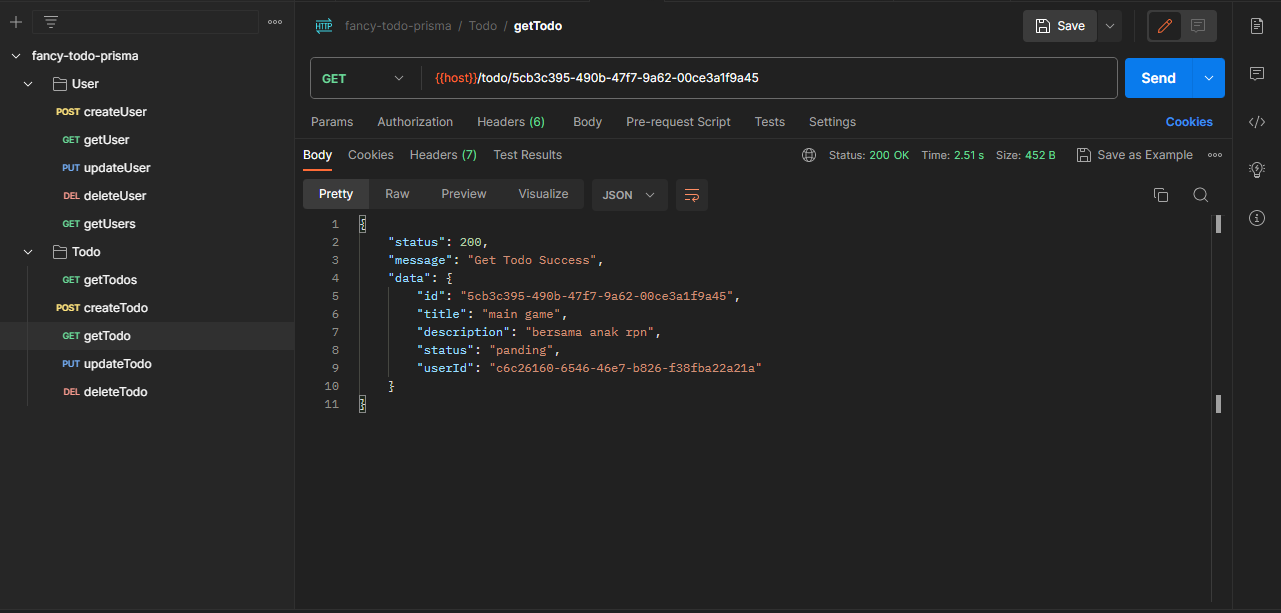 fancy-todo-prisma / Todo / getTodo
Save
fancy-todo-prisma
User
POST createUser
GET getUser
PUT updateUser
DEL deleteUser
GET getUsers
Todo
GET getTodos
POST createTodo
GET getTodo
PUT updateTodo
DEL deleteTodo
HTTP
GET {{host}}/todo/5cb3c395-490b-47f7-9a62-00ce3a1f9a45
Send
Params Authorization Headers (6) Body Pre-request Script Tests Settings Cookies
Body Cookies Headers (7) Test Results Status: 200 OK Time: 2.51 s Size: 452 B Save as Example
Pretty Raw Preview Visualize JSON
1 {
2 "status": 200,
3 "message": "Get Todo Success",
4 "data": {
5 "id": "5cb3c395-490b-47f7-9a62-00ce3a1f9a45",
6 "title": "main game",
7 "description": "bersama anak rpn",
8 "status": "panding",
9 "userId": "c6c26160-6546-46e7-b826-f38fba22a21a"
10 }
11 }